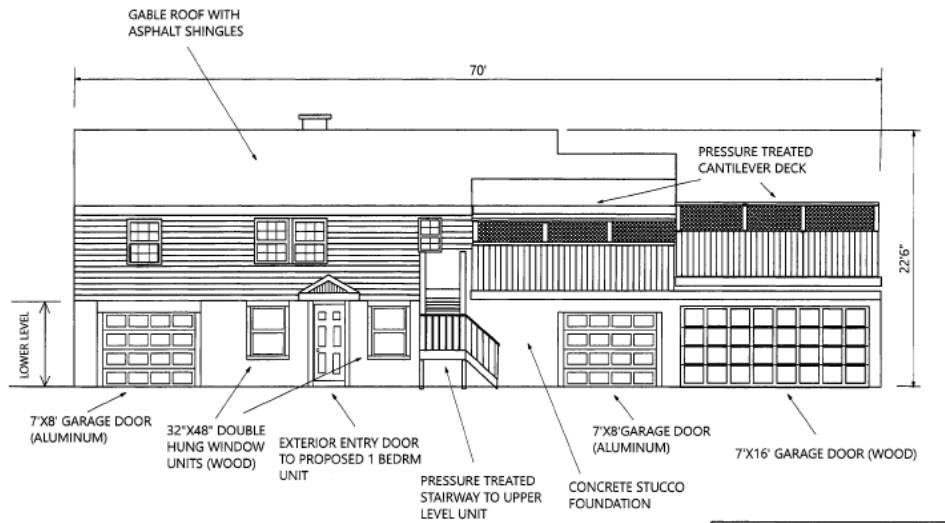 GABLE ROOF WITH
ASPHALT SHINGLES
70'
PRESSURE TREATED
CANTILEVER DECK
22'6"
LOWER LEVEL
7'X8' GARAGE DOOR
(ALUMINUM)
32"X48" DOUBLE
HUNG WINDOW
UNITS (WOOD)
EXTERIOR ENTRY DOOR
TO PROPOSED 1 BEDRM
UNIT
PRESSURE TREATED
STAIRWAY TO UPPER
LEVEL UNIT
CONCRETE STUCCO
FOUNDATION
7'X8'GARAGE DOOR
(ALUMINUM)
7'X16' GARAGE DOOR (WOOD)